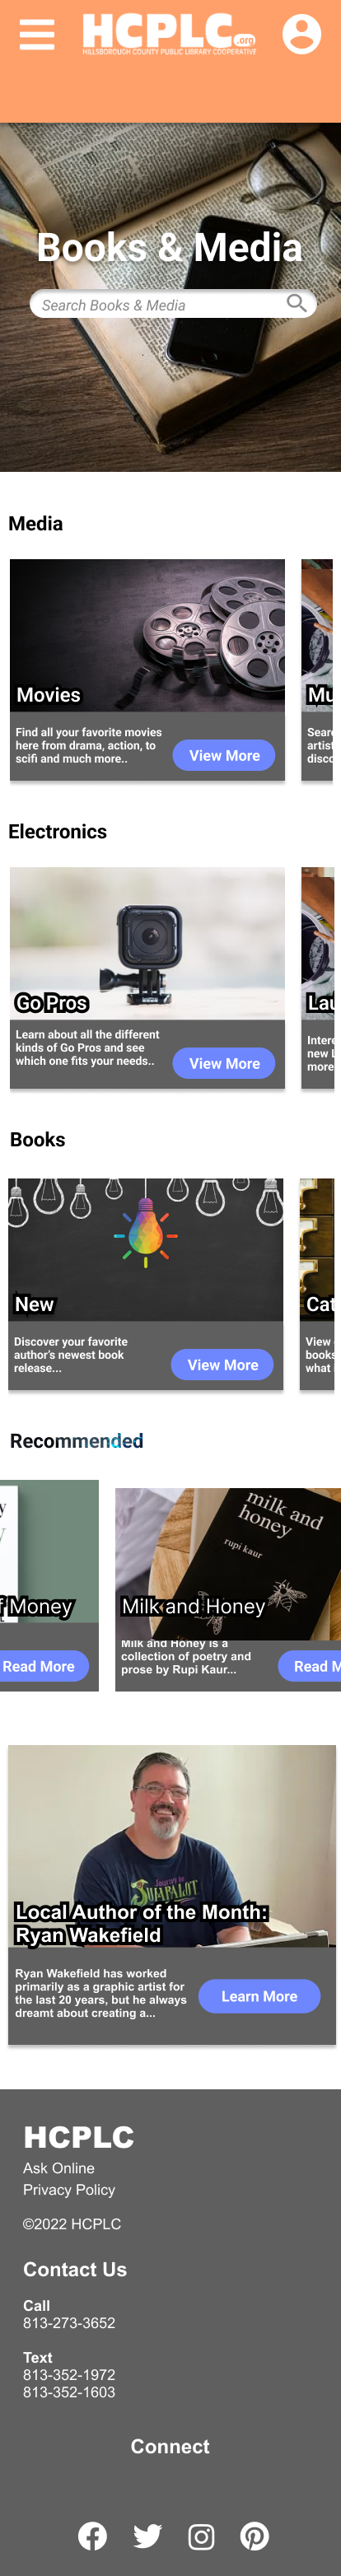 HCPLC.org
HILLSBOROUGH COUNTY PUBLIC LIBRARY COOPERATIVE
Books & Media
Search Books & Media
Media
Movies
Find all your favorite movies
here from drama, action, to
scifi and much more..
View More
Mu
Sear
artist
disco
Electronics
Go Pros
Learn about all the different
kinds of Go Pros and see
which one fits your needs..
View More
Lau
Intere
new L
more
Books
New
Discover your favorite
author's newest book
release...
View More
Cat
View
books
what
Recommended
f Money
Read More
milk and
honey
rupi kaur
Milk and Honey
Milk and Honey is a
collection of poetry and
prose by Rupi Kaur...
Read M
Journey to
JUMPALOT
Local Author of the Month:
Ryan Wakefield
Ryan Wakefield has worked
primarily as a graphic artist for
the last 20 years, but he always
dreamt about creating a...
Learn More
HCPLC
Ask Online
Privacy Policy
©2022 HCPLC
Contact Us
Call
813-273-3652
Text
813-352-1972
813-352-1603
Connect